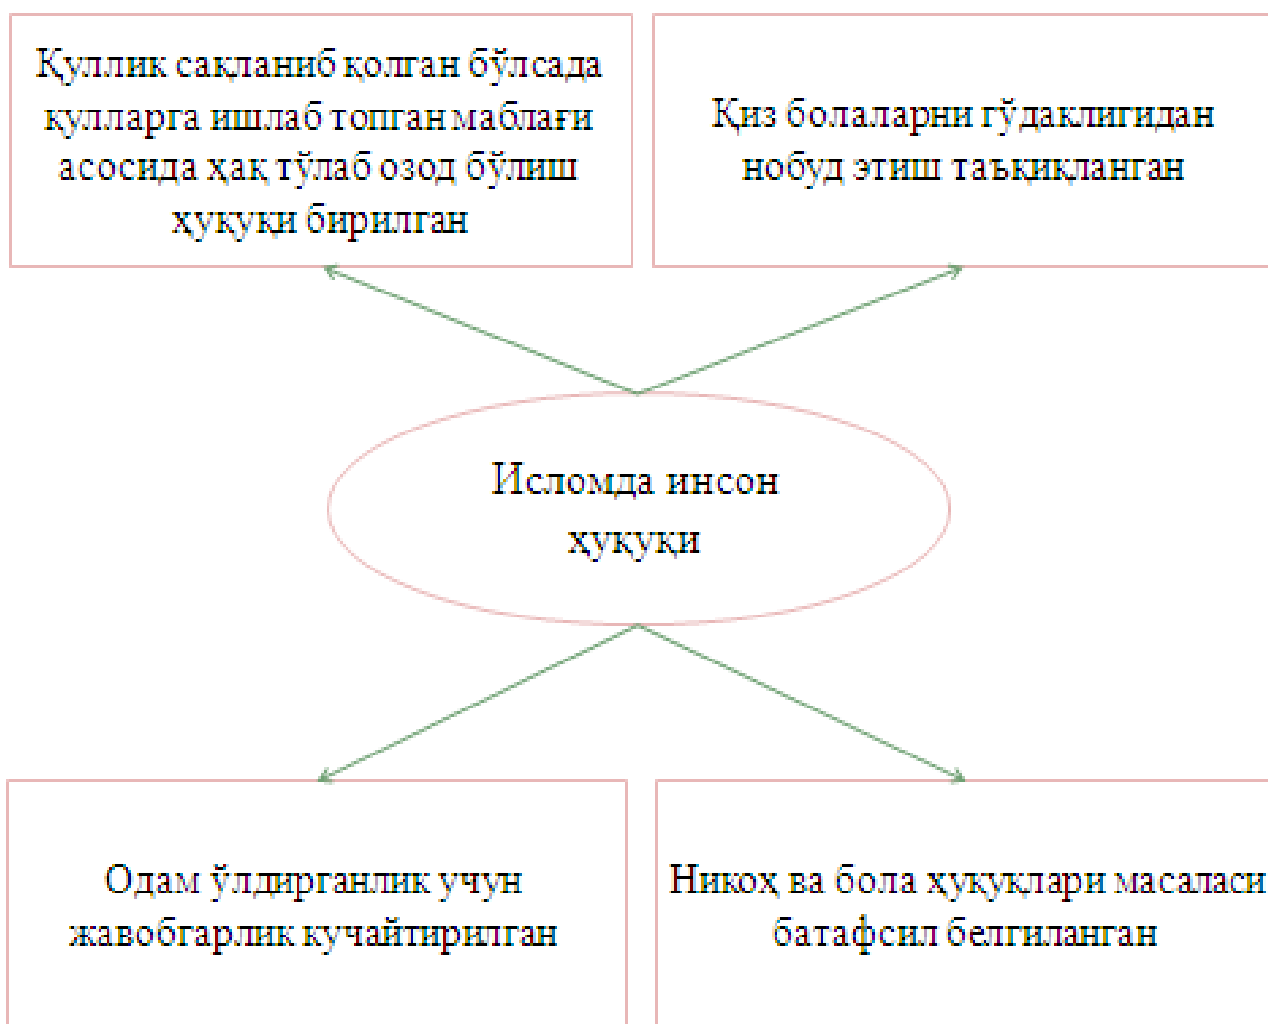 Қуллик сақланиб қолган бўлсада
қулларга ишлаб топган маблағи
асосида ҳақ тўлаб озод бўлиш
ҳуқуқи бирилган
Қиз болаларни гўдаклигидан
нобуд этиш таъқиқланган
Исломда инсон
ҳуқуқи
Одам ўлдирганлик учун
жавобгарлик кучайтирилган
Никоҳ ва бола ҳуқуқлари масаласи
батафсил белгиланган